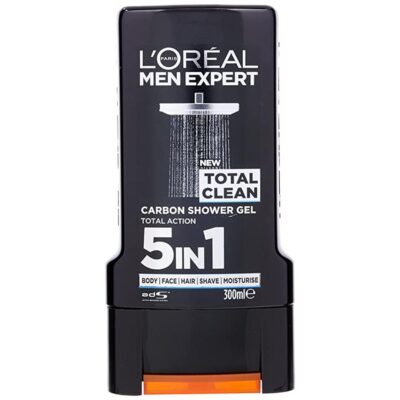 L'ORÉAL
PARIS
MEN EXPERT
NEW
TOTAL
CLEAN
CARBON SHOWER GEL
TOTAL ACTION
5IN1
BODY | FACE | HAIR | SHAVE | MOISTURISE
ads
300ml℮